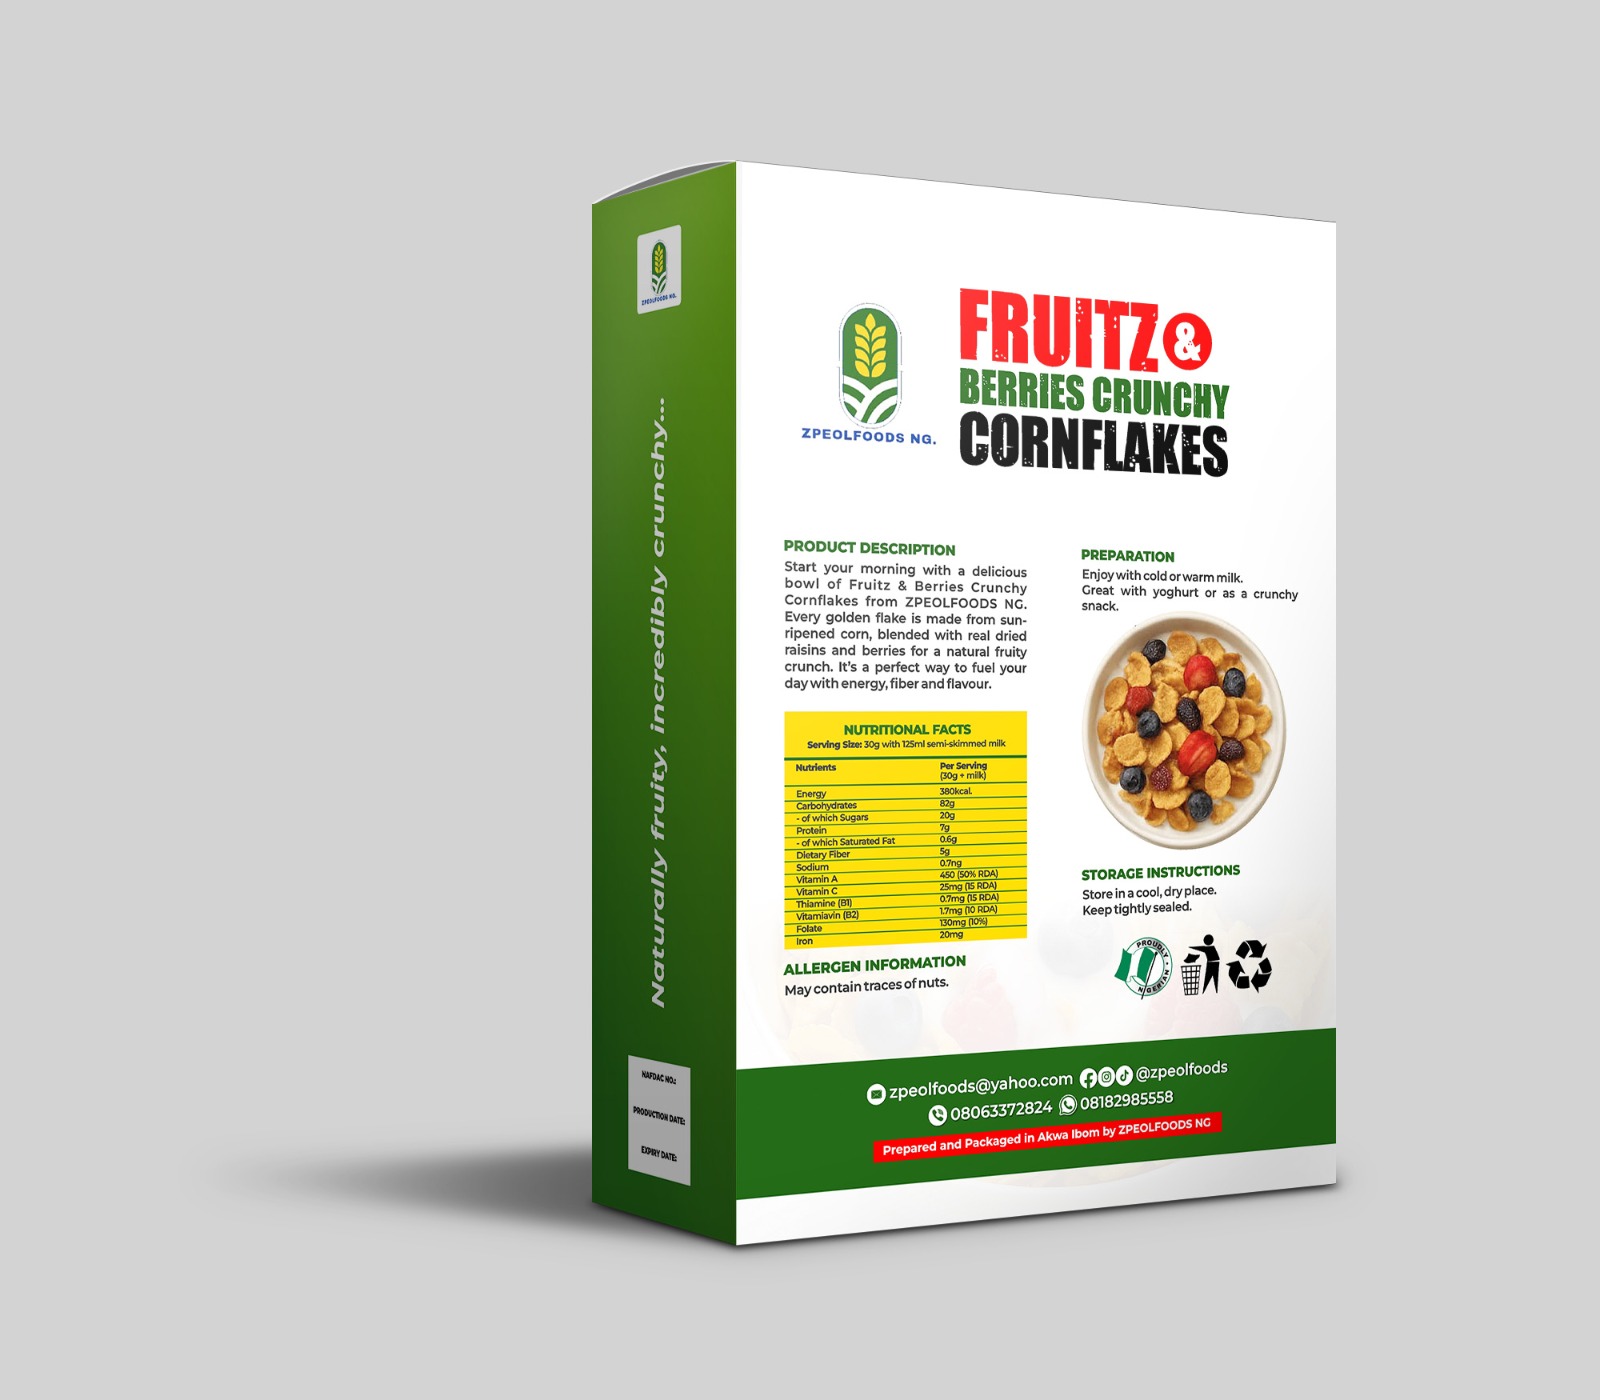 ZPEOLFOODS NG.
Naturally fruity, incredibly crunchy...
NAFDAC NO.:
PRODUCTION DATE:
EXPIRY DATE:
ZPEOLFOODS NG.
FRUITZ &
BERRIES CRUNCHY
CORNFLAKES
PRODUCT DESCRIPTION
Start your morning with a delicious
bowl of Fruitz & Berries Crunchy
Cornflakes from ZPEOLFOODS NG.
Every golden flake is made from sun-
ripened corn, blended with real dried
raisins and berries for a natural fruity
crunch. It's a perfect way to fuel your
day with energy, fiber and flavour.
NUTRITIONAL FACTS
Serving Size: 30g with 125ml semi-skimmed milk
Nutrients Per Serving
(30g + milk)
Energy 380kcal.
Carbohydrates 82g
- of which Sugars 20g
Protein 7g
- of which Saturated Fat 0.6g
Dietary Fiber 5g
Sodium 0.7ng
Vitamin A 450 (50% RDA)
Vitamin C 25mg (15 RDA)
Thiamine (B1) 0.7mg (15 RDA)
Vitamiavin (B2) 1.7mg (10 RDA)
Folate 130mg (10%)
Iron 20mg
ALLERGEN INFORMATION
May contain traces of nuts.
PREPARATION
Enjoy with cold or warm milk.
Great with yoghurt or as a crunchy
snack.
STORAGE INSTRUCTIONS
Store in a cool, dry place.
Keep tightly sealed.
PROUDLY
NIGERIAN
zpeolfoods@yahoo.com @zpeolfoods
08063372824 08182985558
Prepared and Packaged in Akwa Ibom by ZPEOLFOODS NG